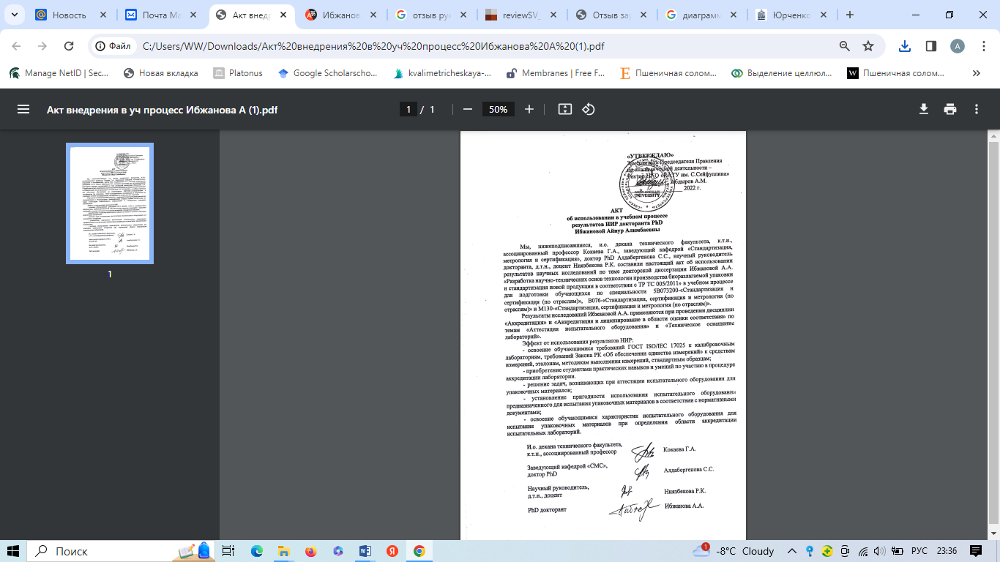 Новость
Почта Ма
Акт внедр
Ибжанов
отзыв рук
reviewSV_
Отзыв зар
диаграмм
Юрченко
Файл
C:/Users/WW/Downloads/Акт%20внедрения%20в%20уч%20процесс%20Ибжанова%20А%20(1).pdf
A
Manage NetID | Sec...
Новая вкладка
Platonus
Google Scholarscho...
kvalimetricheskaya-...
Membranes | Free F...
Пшеничная солом...
Выделение целлюл...
Пшеничная солом...
Акт внедрения в уч процесс Ибжанова А (1).pdf
1 / 1
50%
1
«УТВЕРЖДАЮ»
Председателя Правления
деятельности –
НАО «КАТУ им. С.Сейфуллина»
Абдыров А.М.
2022 г.
UNIVERSITY
АКТ
об использовании в учебном процессе
результатов НИР докторанта PhD
Ибжановой Айнур Алимбаевны
Мы, нижеподписавшиеся, и.о. декана технического факультета, к.т.н.,
ассоциированный профессор Кокаева Г.А., заведующий кафедрой «Стандартизация,
метрология и сертификация», доктор PhD Алдабергенова С.С., научный руководитель
докторанта, д.т.н., доцент Ниязбекова Р.К. составили настоящий акт об использовании
результатов научных исследований по теме докторской диссертации Ибжановой А.А.
«Разработка научно-технических основ технологии производства биоразлагаемой упаковки
и стандартизация новой продукции в соответствии с ТР ТС 005/2011» в учебном процессе
для подготовки обучающихся по специальности 5В073200-«Стандартизация и
сертификация (по отраслям)», В076-«Стандартизация, сертификация и метрология (по
отраслям)» и М130-«Стандартизация, сертификация и метрология (по отраслям)».
Результаты исследований Ибжановой А.А. применяются при проведении дисциплин
«Аккредитация» и «Аккредитация и лицензирование в области оценки соответствия» по
темам «Аттестация испытательного оборудования» и «Техническое оснащение
лабораторий».
Эффект от использования результатов НИР:
- освоение обучающимися требований ГОСТ ISO/IEC 17025 к калибровочным
лабораториям, требований Закона РК «Об обеспечении единства измерений» к средствам
измерений, эталонам, методикам выполнения измерений, стандартным образцам;
- приобретение студентами практических навыков и умений по участию в процедуре
аккредитации лаборатории.
- решение задач, возникающих при аттестации испытательного оборудования для
упаковочных материалов;
- установление пригодности использования испытательного оборудования
предназначенного для испытания упаковочных материалов в соответствии с нормативными
документами;
- освоение обучающимися характеристик испытательного оборудования для
испытания упаковочных материалов при определении области аккредитации
испытательных лабораторий.
И.о. декана технического факультета,
к.т.н., ассоциированный профессор
Кокаева Г.А.
Заведующий кафедрой «СМС»,
доктор PhD
Алдабергенова С.С.
Научный руководитель,
д.т.н., доцент
Ниязбекова Р.К.
PhD докторант
Ибжанова А.А.
Поиск
1
-8°C Cloudy
РУС
23:36